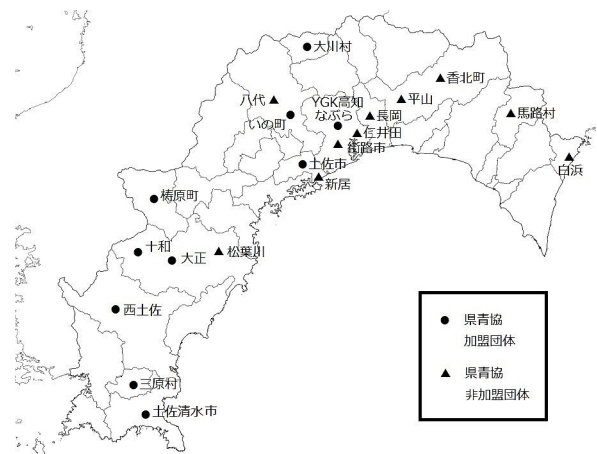 大川村
香北町
八代
YGK高知
なぶら
平山
いの町
長岡
馬路村
仁井田
街路市
土佐市
白浜
新居
梼原町
十和
大正
松葉川
西土佐
県青協
加盟団体
県青協
非加盟団体
三原村
土佐清水市